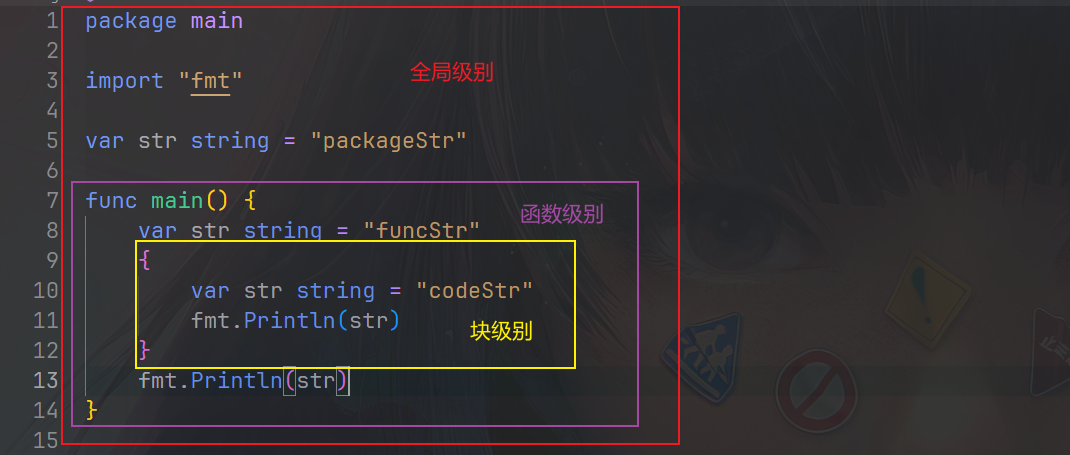 1 package main
2
3 import "fmt"
全局级别
4
5 var str string = "packageStr"
6
7 func main() {
函数级别
8 var str string = "funcStr"
9 {
10 var str string = "codeStr"
11 fmt.Println(str)
块级别
12 }
13 fmt.Println(str)
14 }
15